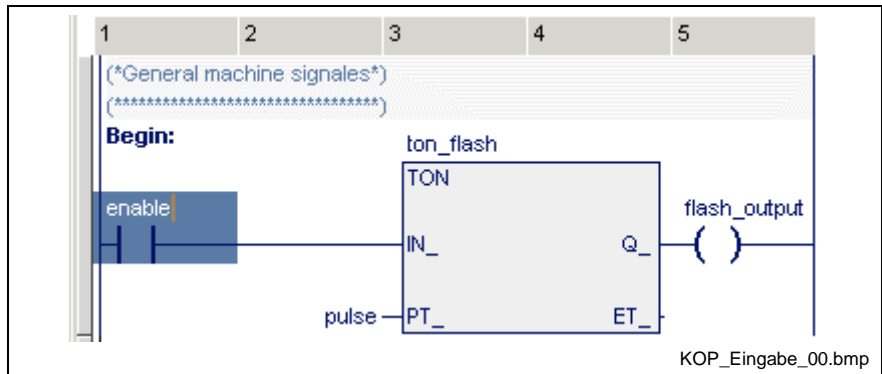 1 2 3 4 5
(*General machine signales*)
(*********************************)
Begin:
ton_flash
TON
enable
flash_output
IN_ Q_
pulse PT_ ET_
KOP_Eingabe_00.bmp